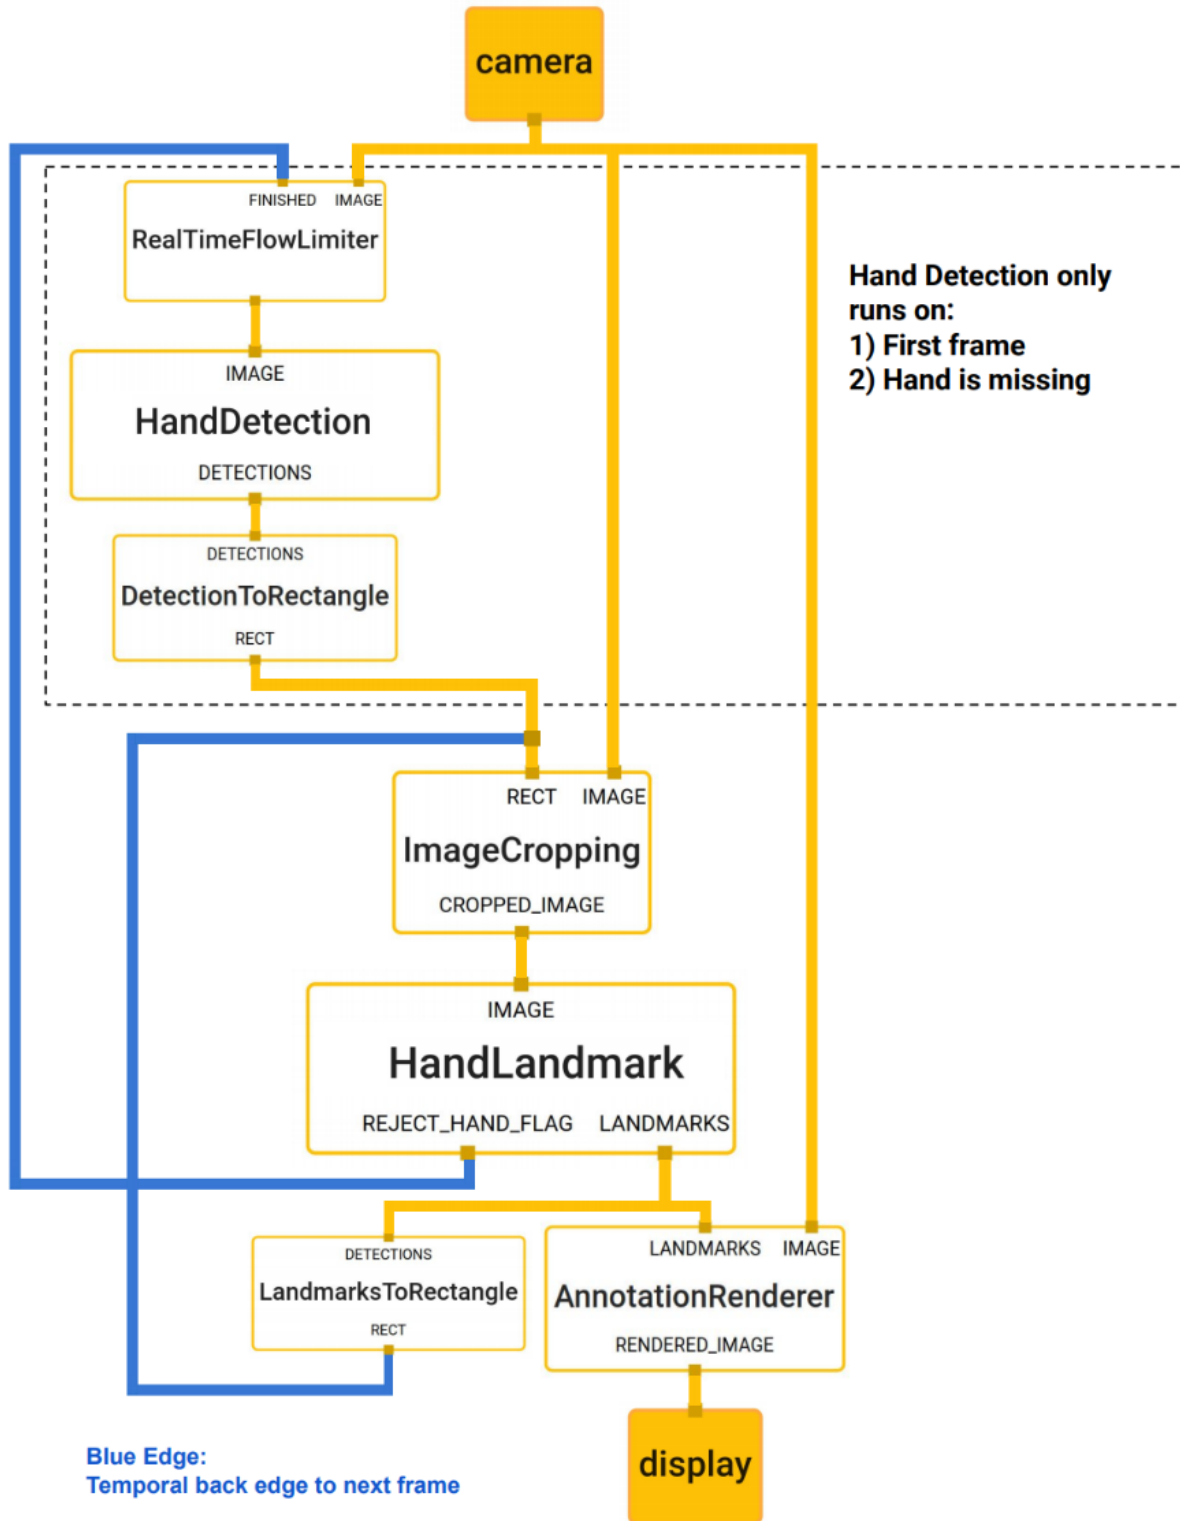 camera
FINISHED IMAGE
RealTimeFlowLimiter
Hand Detection only
runs on:
1) First frame
2) Hand is missing
IMAGE
HandDetection
DETECTIONS
DETECTIONS
DetectionToRectangle
RECT
RECT IMAGE
ImageCropping
CROPPED_IMAGE
IMAGE
HandLandmark
REJECT_HAND_FLAG LANDMARKS
DETECTIONS
LandmarksToRectangle
RECT
LANDMARKS IMAGE
AnnotationRenderer
RENDERED_IMAGE
display
Blue Edge:
Temporal back edge to next frame